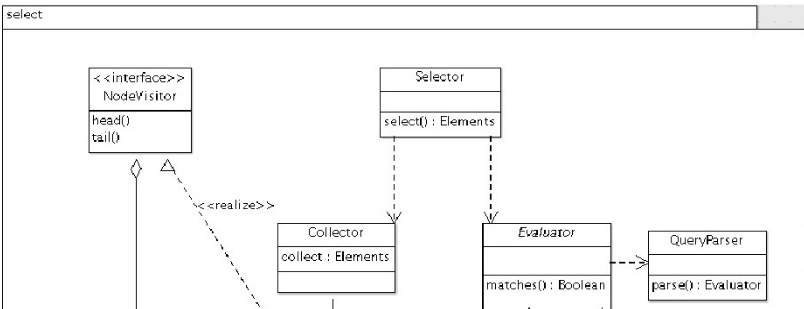 select
<<interface>>
NodeVisitor
head()
tail()
Selector
select() : Elements
<<realize>>
Collector
collect : Elements
Evaluator
matches() : Boolean
QueryParser
parse() : Evaluator